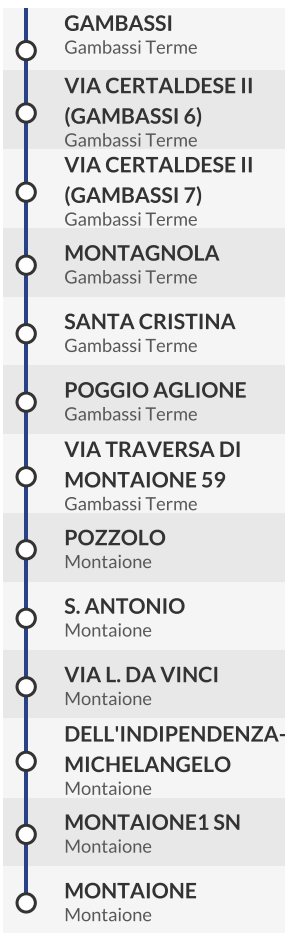 GAMBASSI
Gambassi Terme
VIA CERTALDESE II
(GAMBASSI 6)
Gambassi Terme
VIA CERTALDESE II
(GAMBASSI 7)
Gambassi Terme
MONTAGNOLA
Gambassi Terme
SANTA CRISTINA
Gambassi Terme
POGGIO AGLIONE
Gambassi Terme
VIA TRAVERSA DI
MONTAIONE 59
Gambassi Terme
POZZOLO
Montaione
S. ANTONIO
Montaione
VIA L. DA VINCI
Montaione
DELL'INDIPENDENZA-
MICHELANGELO
Montaione
MONTAIONE1 SN
Montaione
MONTAIONE
Montaione